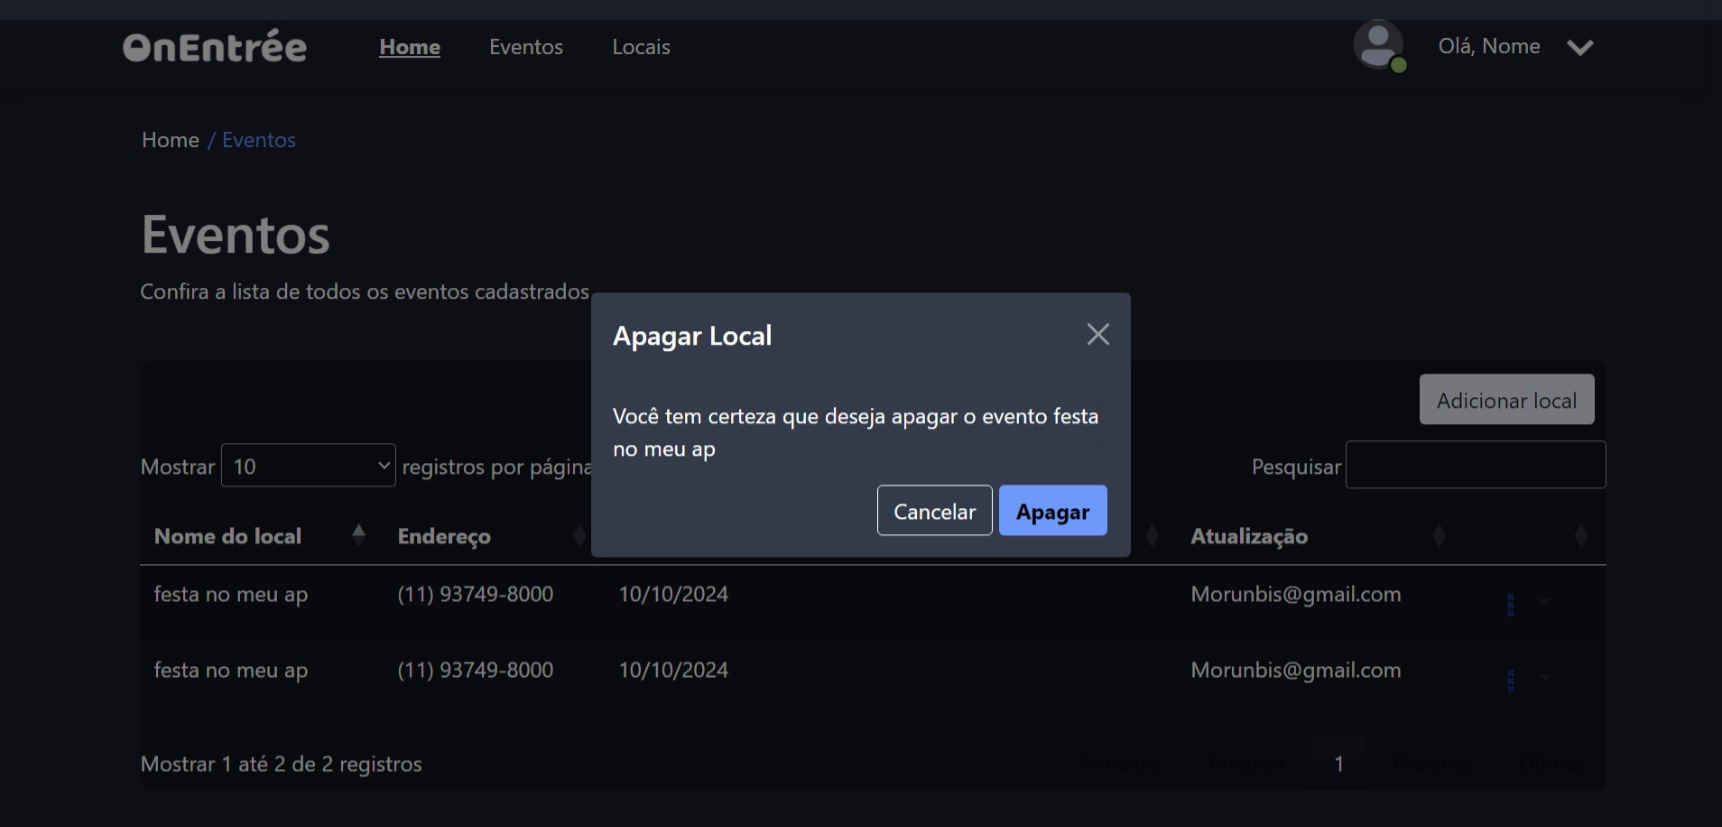 OnEntrée Home Eventos Locais Olá, Nome
Home / Eventos
Eventos
Confira a lista de todos os eventos cadastrados
Apagar Local
Você tem certeza que deseja apagar o evento festa
no meu ap
Cancelar Apagar
Adicionar local
Mostrar 10 registros por página Pesquisar
Nome do local Endereço Atualização
festa no meu ap (11) 93749-8000 10/10/2024 Morunbis@gmail.com
festa no meu ap (11) 93749-8000 10/10/2024 Morunbis@gmail.com
Mostrar 1 até 2 de 2 registros Primeiro Anterior 1 Próximo Último